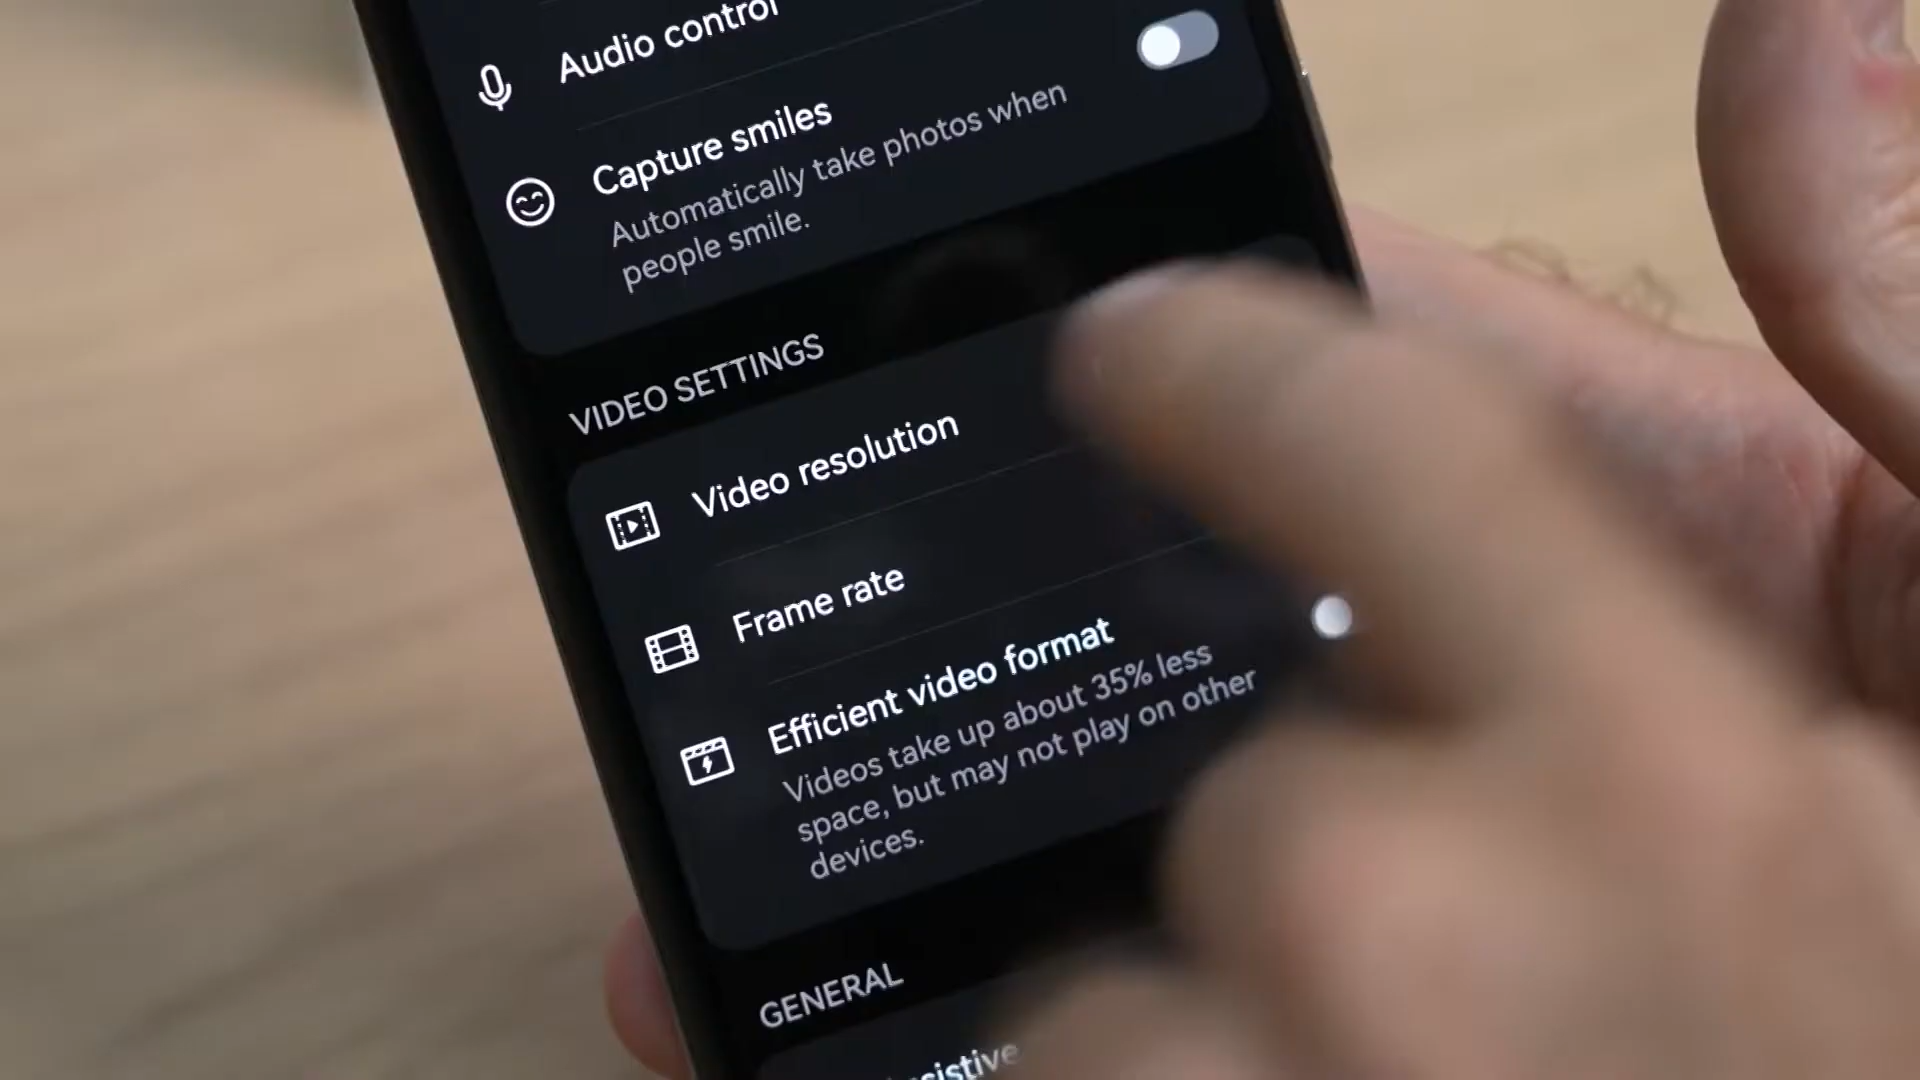 Audio control
Capture smiles
Automatically take photos when
people smile.
VIDEO SETTINGS
Video resolution
Frame rate
Efficient video format
Videos take up about 35% less
space, but may not play on other
devices.
GENERAL